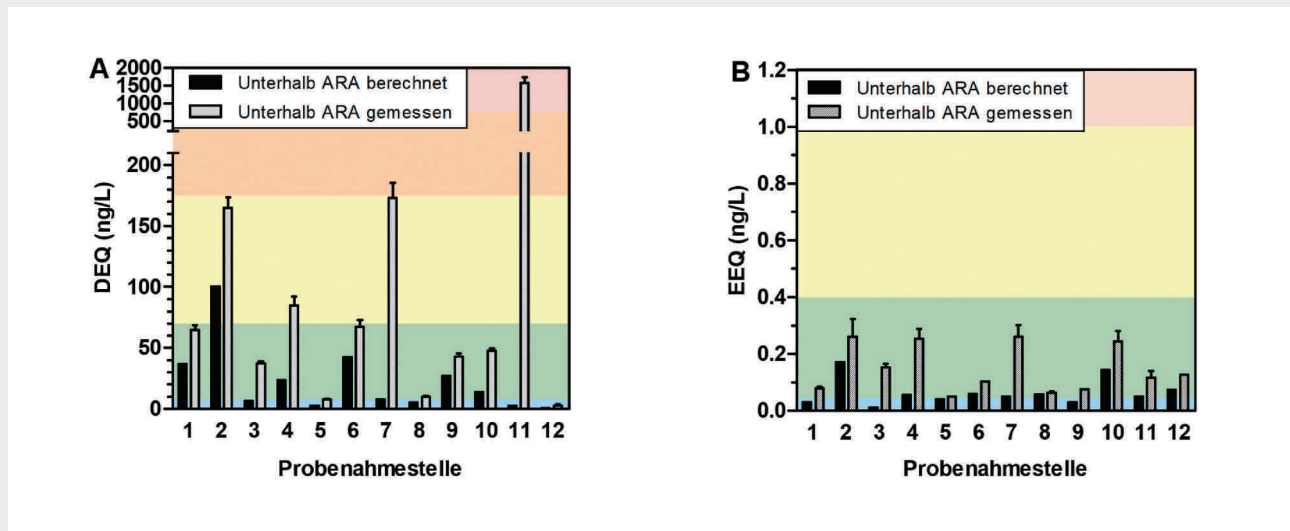 A
Unterhalb ARA berechnet
Unterhalb ARA gemessen
DEQ (ng/L)
2000
1500
1000
500
200
150
100
50
0
1 2 3 4 5 6 7 8 9 10 11 12
Probenahmestelle
B
Unterhalb ARA berechnet
Unterhalb ARA gemessen
EEQ (ng/L)
1.2
1.0
0.8
0.6
0.4
0.2
0.0
1 2 3 4 5 6 7 8 9 10 11 12
Probenahmestelle